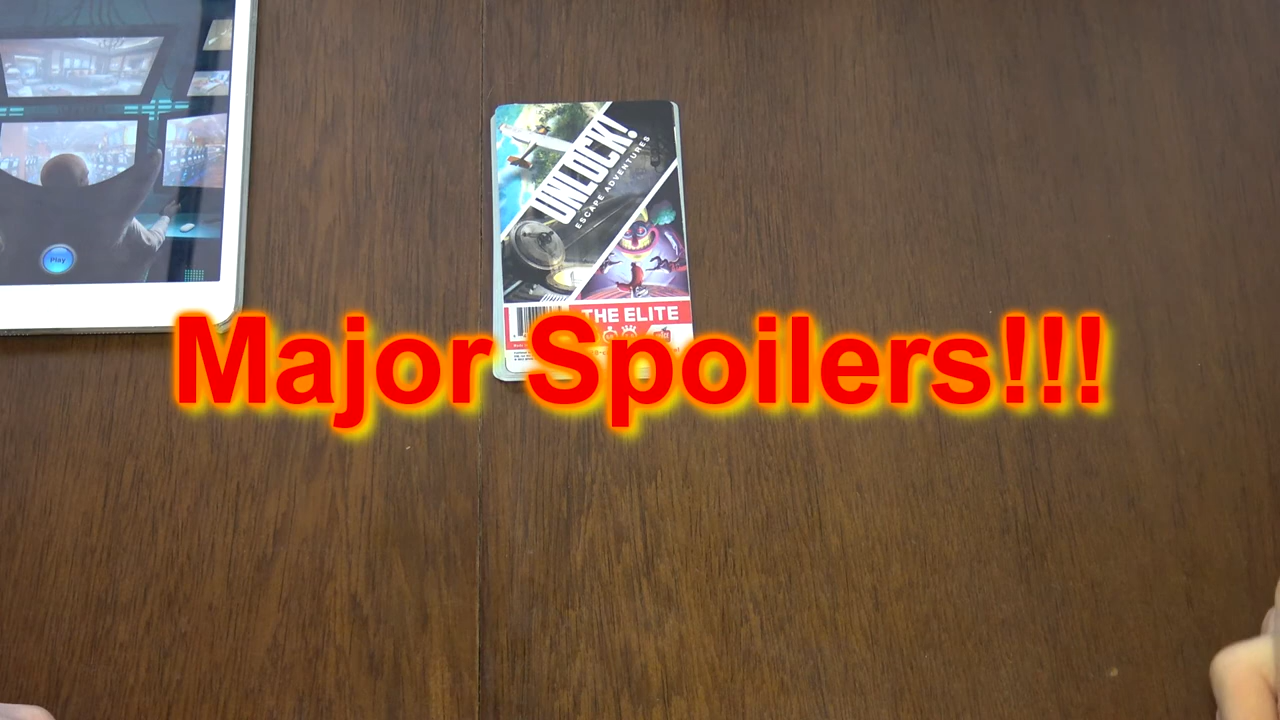 Play
UNLOCK!
ESCAPE ADVENTURES
THE ELITE
Major Spoilers!!!